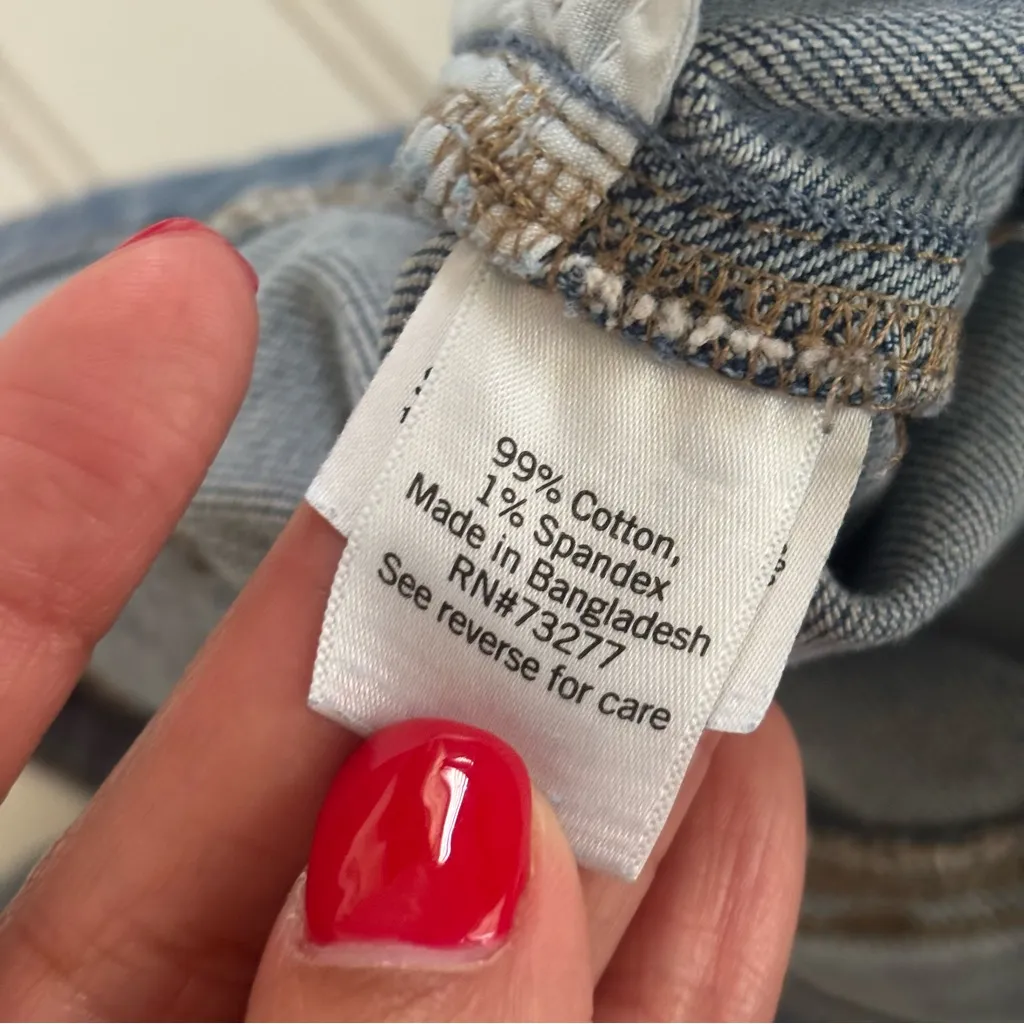 99% Cotton,
1% Spandex
Made in Bangladesh
RN#73277
See reverse for care